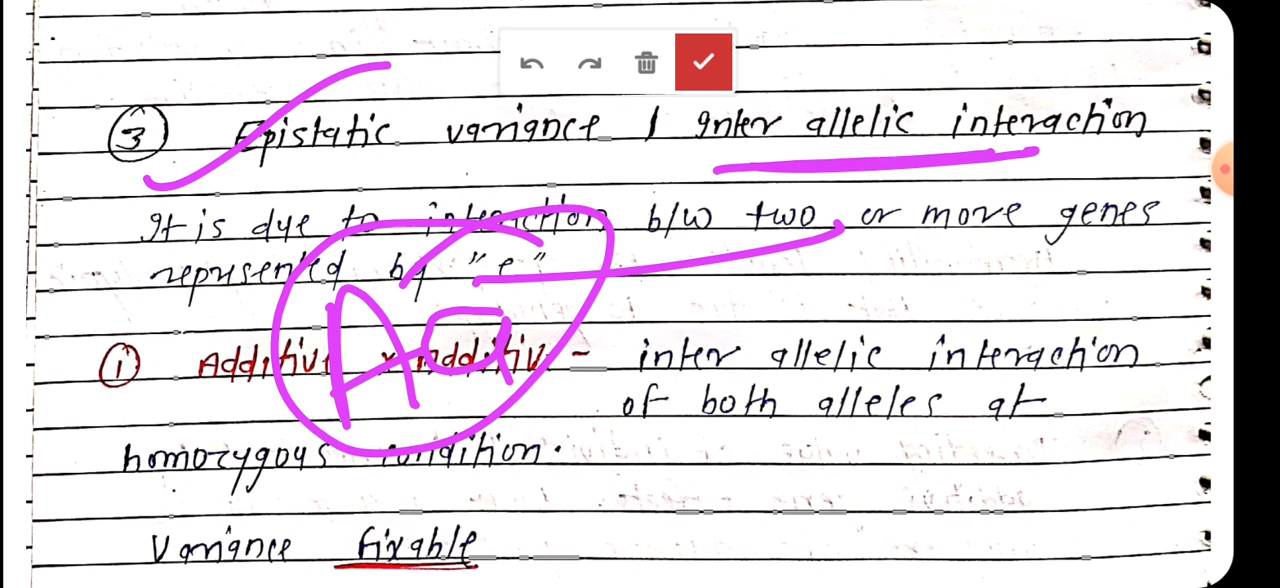 ③ Epistatic variance / Inter allelic interaction
It is due to interaction b/w two or more genes
represented by "e"
① Additive x Additiv - inter allelic interaction
Aa
of both alleles at
homozygous condition.
Variance fixable